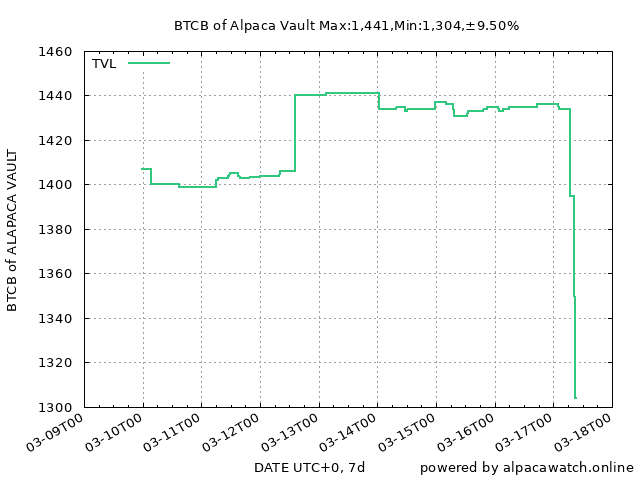 BTCB of Alpaca Vault Max:1,441,Min:1,304,±9.50%
TVL
1460
1440
1420
1400
1380
1360
1340
1320
1300
BTCB of ALAPACA VAULT
03-09T00
03-10T00
03-11T00
03-12T00
03-13T00
03-14T00
03-15T00
03-16T00
03-17T00
03-18T00
DATE UTC+0, 7d
powered by alpacawatch.online